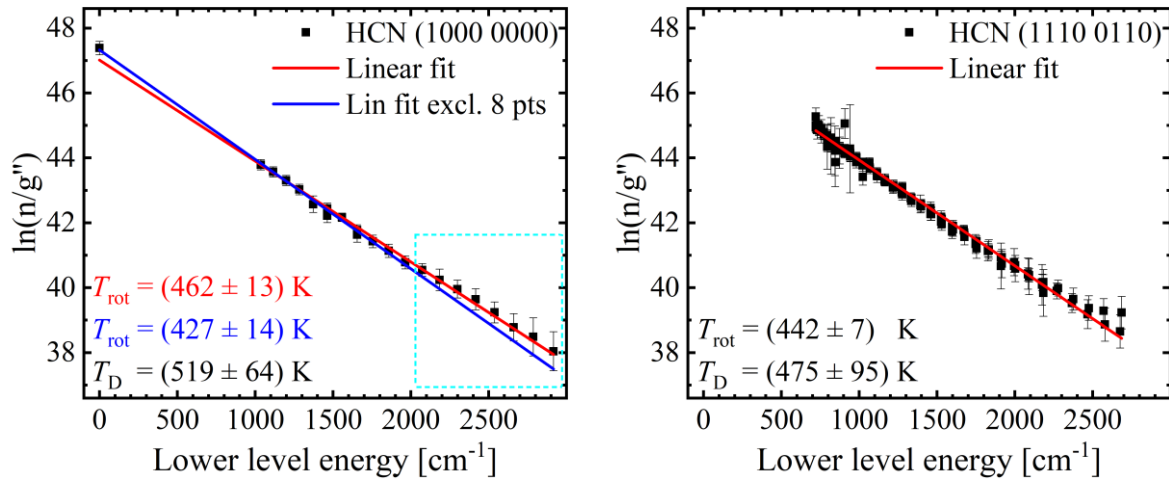 48
46
44
42
40
38
ln(n/g")
HCN (1000 0000)
Linear fit
Lin fit excl. 8 pts
T_rot = (462 ± 13) K
T_rot = (427 ± 14) K
T_D = (519 ± 64) K
0 500 1000 1500 2000 2500
Lower level energy [cm⁻¹]
48
46
44
42
40
38
ln(n/g")
HCN (1110 0110)
Linear fit
T_rot = (442 ± 7) K
T_D = (475 ± 95) K
0 500 1000 1500 2000 2500
Lower level energy [cm⁻¹]